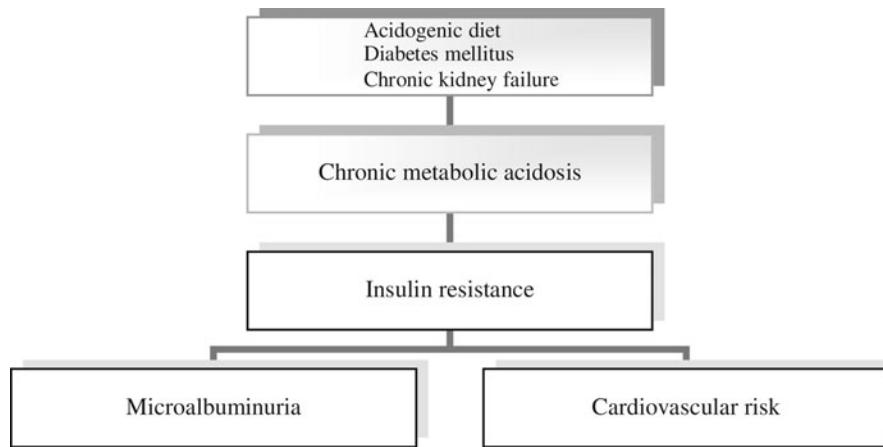 Acidogenic diet
Diabetes mellitus
Chronic kidney failure
Chronic metabolic acidosis
Insulin resistance
Microalbuminuria
Cardiovascular risk